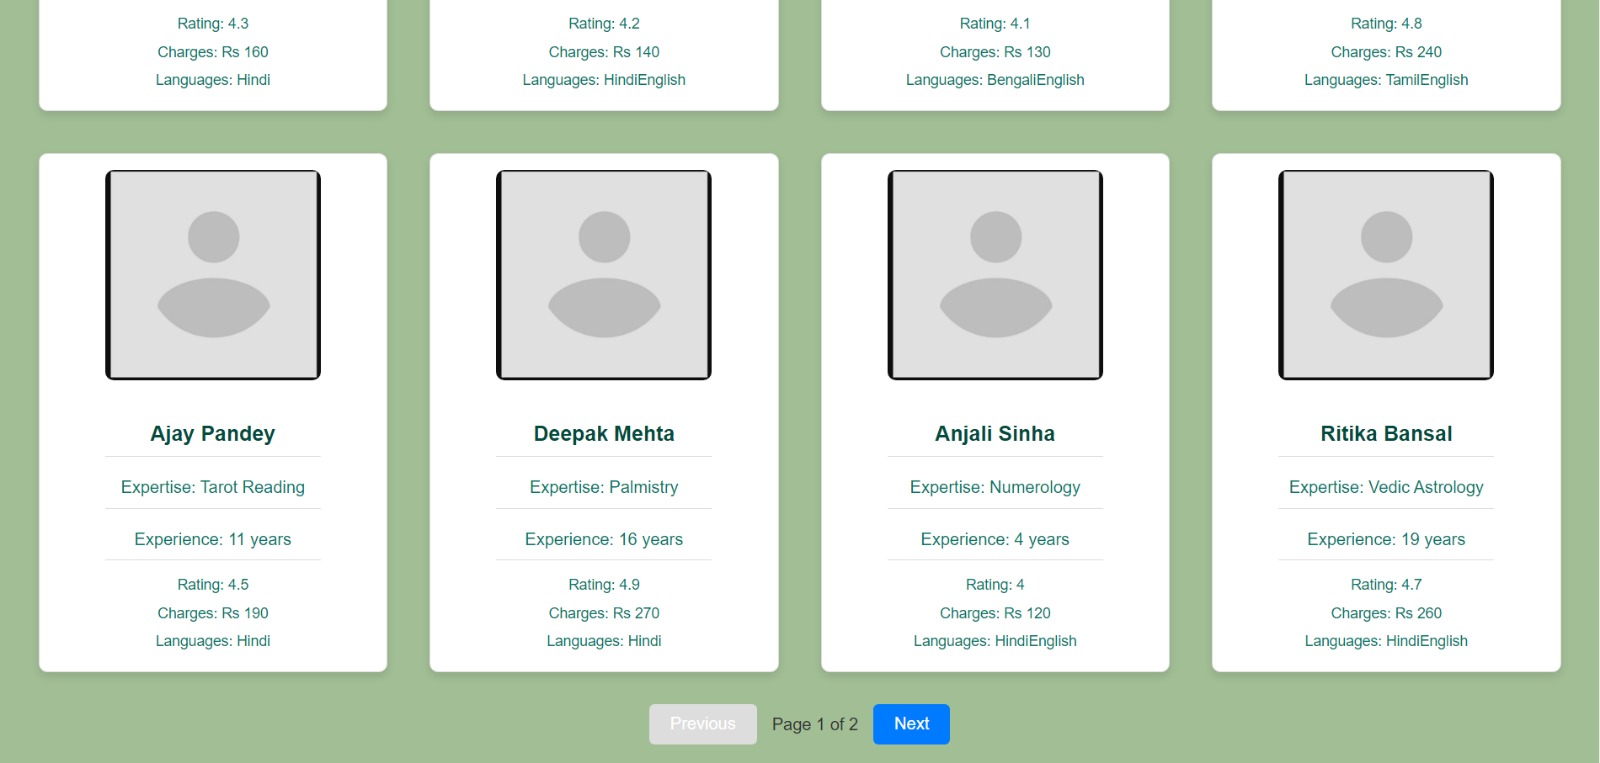 Rating: 4.3
Charges: Rs 160
Languages: Hindi
Rating: 4.2
Charges: Rs 140
Languages: HindiEnglish
Rating: 4.1
Charges: Rs 130
Languages: BengaliEnglish
Rating: 4.8
Charges: Rs 240
Languages: TamilEnglish
Ajay Pandey
Expertise: Tarot Reading
Experience: 11 years
Rating: 4.5
Charges: Rs 190
Languages: Hindi
Deepak Mehta
Expertise: Palmistry
Experience: 16 years
Rating: 4.9
Charges: Rs 270
Languages: Hindi
Anjali Sinha
Expertise: Numerology
Experience: 4 years
Rating: 4
Charges: Rs 120
Languages: HindiEnglish
Ritika Bansal
Expertise: Vedic Astrology
Experience: 19 years
Rating: 4.7
Charges: Rs 260
Languages: HindiEnglish
Previous Page 1 of 2 Next